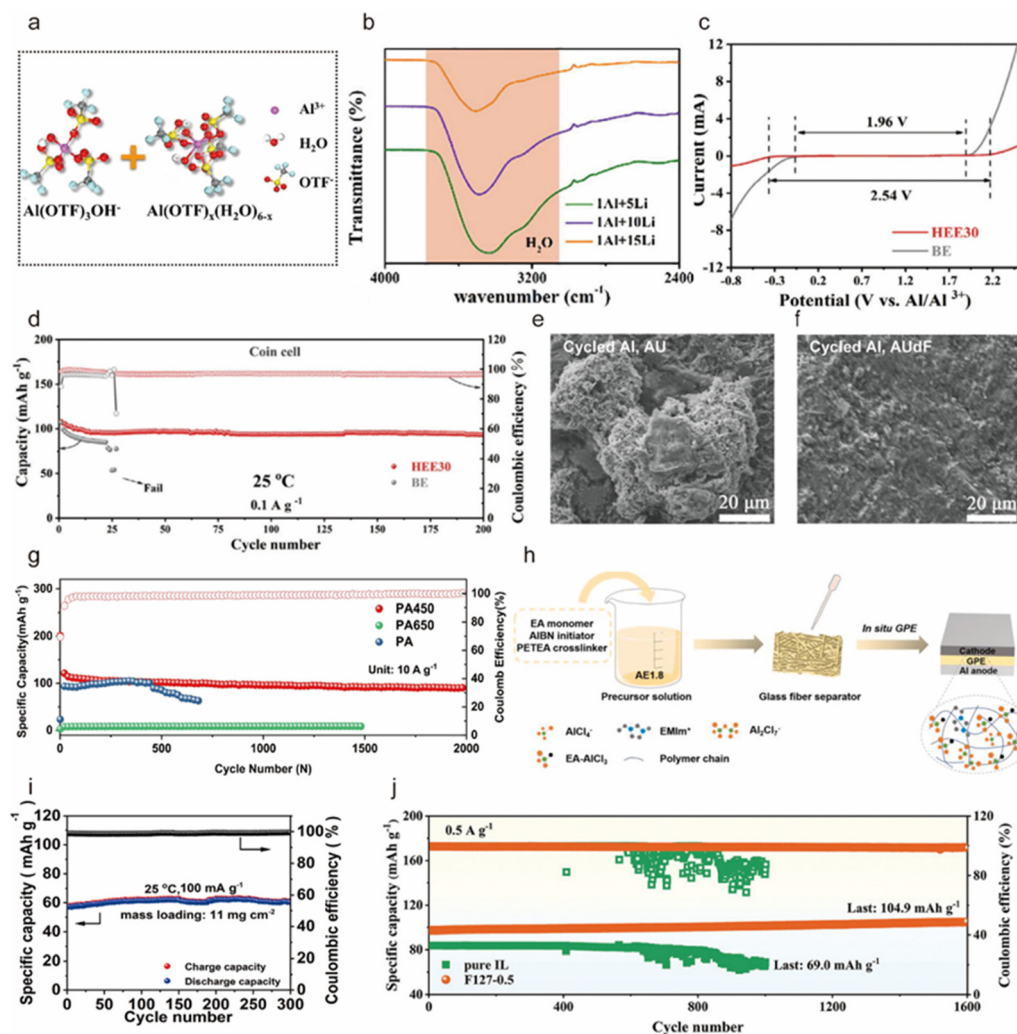 a
Al³⁺
H₂O
OTF⁻
Al(OTF)₃OH⁻
Al(OTF)ₓ(H₂O)₆₋ₓ
b
Transmittance (%)
1Al+5Li
1Al+10Li
1Al+15Li
H₂O
4000 3200 2400
wavenumber (cm⁻¹)
c
Current (mA)
12
8
4
0
-4
-8
-12
1.96 V
2.54 V
HEE30
BE
-0.8 -0.2 0.4 1.0 1.6 2.2
Potential (V vs. Al/Al³⁺)
d
Capacity (mAh g⁻¹)
200
150
100
50
0
Coin cell
Fail
25 °C
0.1 A g⁻¹
HEE30
BE
0 25 50 75 100 125 150 175 200
Cycle number
120
100
80
60
40
20
0
Coulombic efficiency (%)
e
Cycled Al, AU
20 μm
f
Cycled Al, AUdF
20 μm
g
Specific Capacity(mAh g⁻¹)
300
200
100
0
PA450
PA650
PA
Unit: 10 A g⁻¹
0 500 1000 1500 2000
Cycle Number (N)
100
80
60
40
20
0
Coulomb Efficiency(%)
h
EA monomer
AIBN initiator
PETEA crosslinker
AE1.8
Precursor solution
Glass fiber separator
In situ GPE
Cathode
GPE
Al anode
AlCl₄⁻
EMIm⁺
Al₂Cl₇⁻
EA-AlCl₃
Polymer chain
i
Specific capacity (mAh g⁻¹)
120
100
80
60
40
20
0
25 °C,100 mA g⁻¹
mass loading: 11 mg cm⁻²
Charge capacity
Discharge capacity
0 50 100 150 200 250 300
Cycle number
100
80
60
40
20
0
Coulombic efficiency (%)
j
Specific capacity (mAh g⁻¹)
200
160
120
80
40
0.5 A g⁻¹
Last: 104.9 mAh g⁻¹
Last: 69.0 mAh g⁻¹
pure IL
F127-0.5
0 400 800 1200 1600
Cycle number
120
80
40
0
Coulombic efficiency (%)